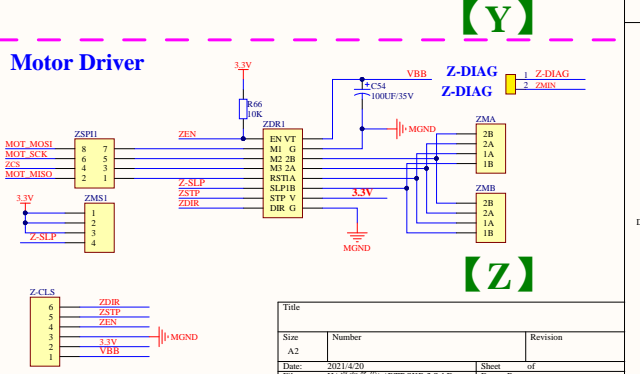 【Y】
Motor Driver
3.3V
VBB
C54
100UF/35V
Z-DIAG
Z-DIAG
1 Z-DIAG
2 ZMIN
R66
10K
ZDR1
ZEN
EN VT
M1 G
M2 2B
M3 2A
RST1A
SLP1B
STP V
DIR G
MGND
3.3V
MGND
ZSPI1
MOT_MOSI 8 7
MOT_SCK 6 5
ZCS 4 3
MOT_MISO 2 1
Z-SLP
ZSTP
ZDIR
ZMA
2B
2A
1A
1B
ZMB
2B
2A
1A
1B
3.3V
ZMS1
1
2
3
Z-SLP 4
【Z】
Z-CLS
6 ZDIR
5 ZSTP
4 ZEN
3 MGND
2 3.3V
1 VBB
Title
Size Number Revision
A2
Date: 2021/4/20 Sheet of